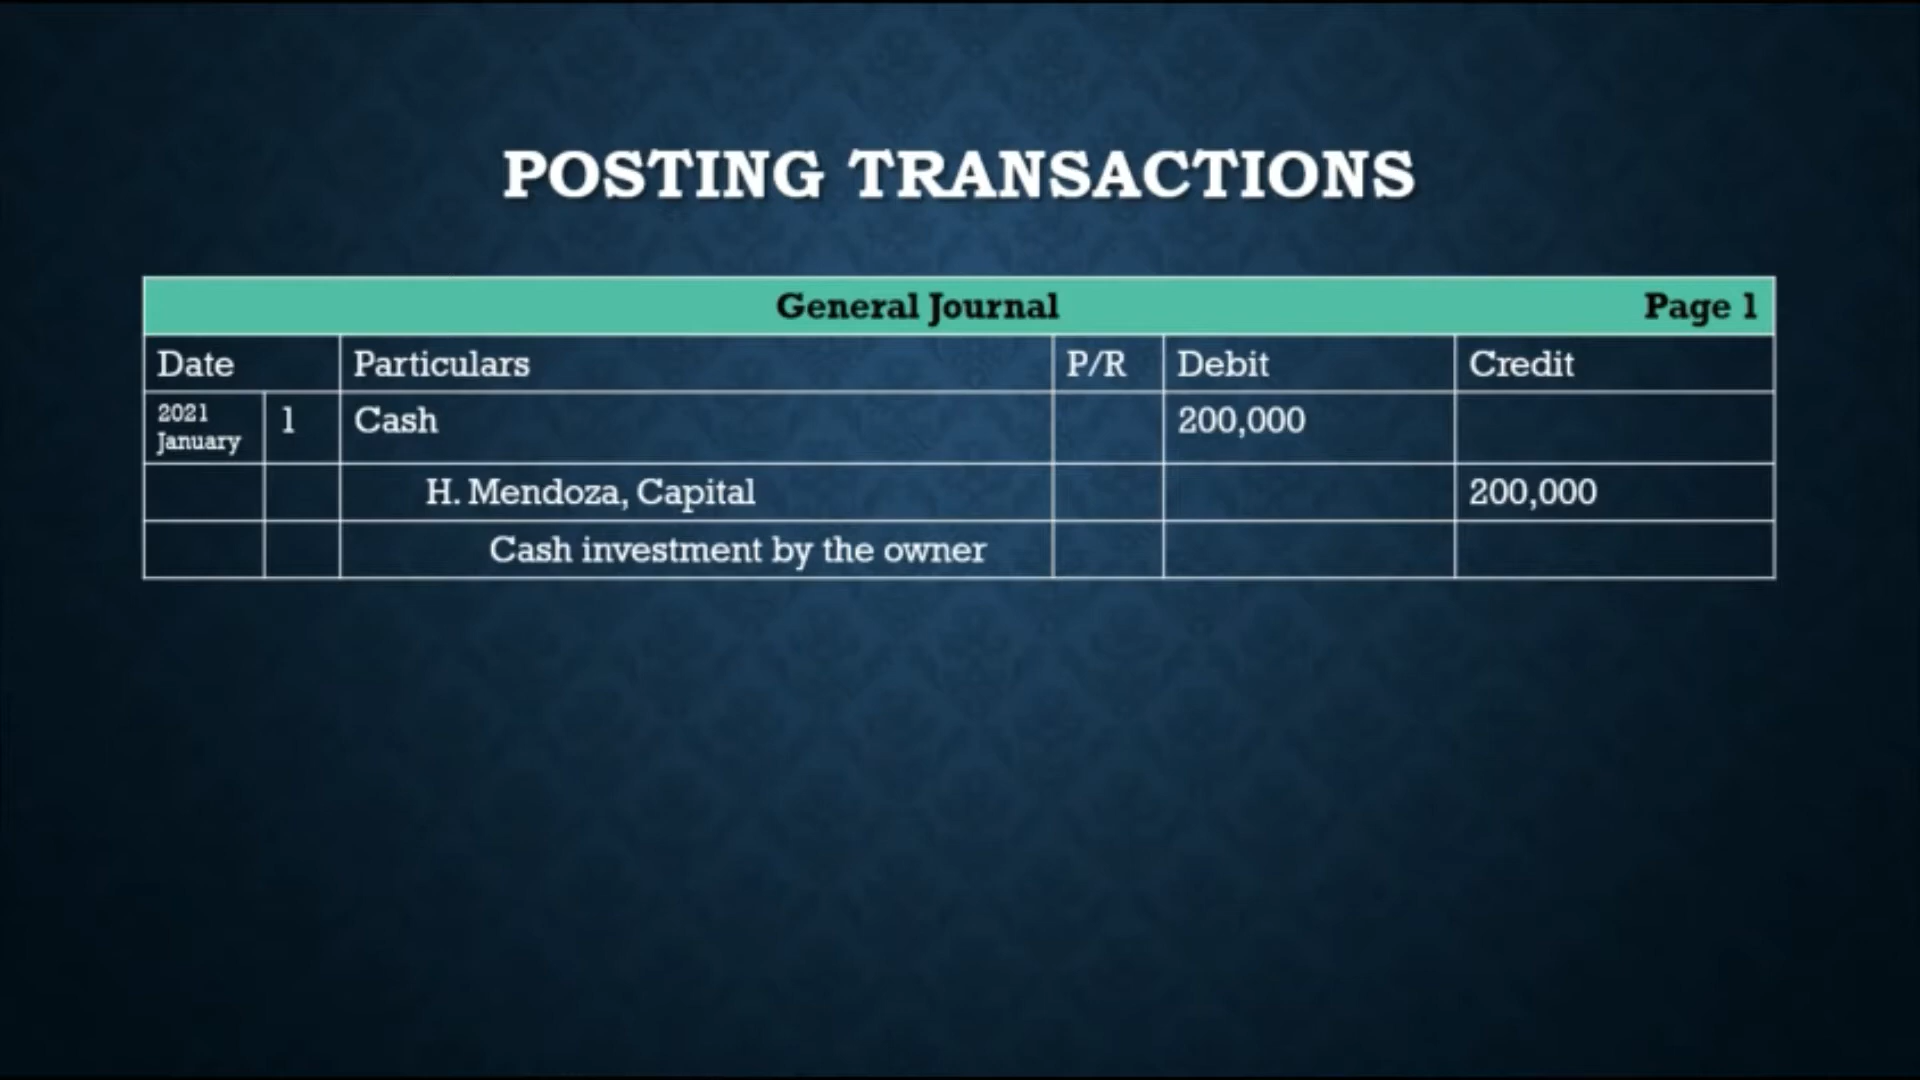 POSTING TRANSACTIONS
General Journal Page 1
Date Particulars P/R Debit Credit
2021
January 1 Cash 200,000
H. Mendoza, Capital 200,000
Cash investment by the owner